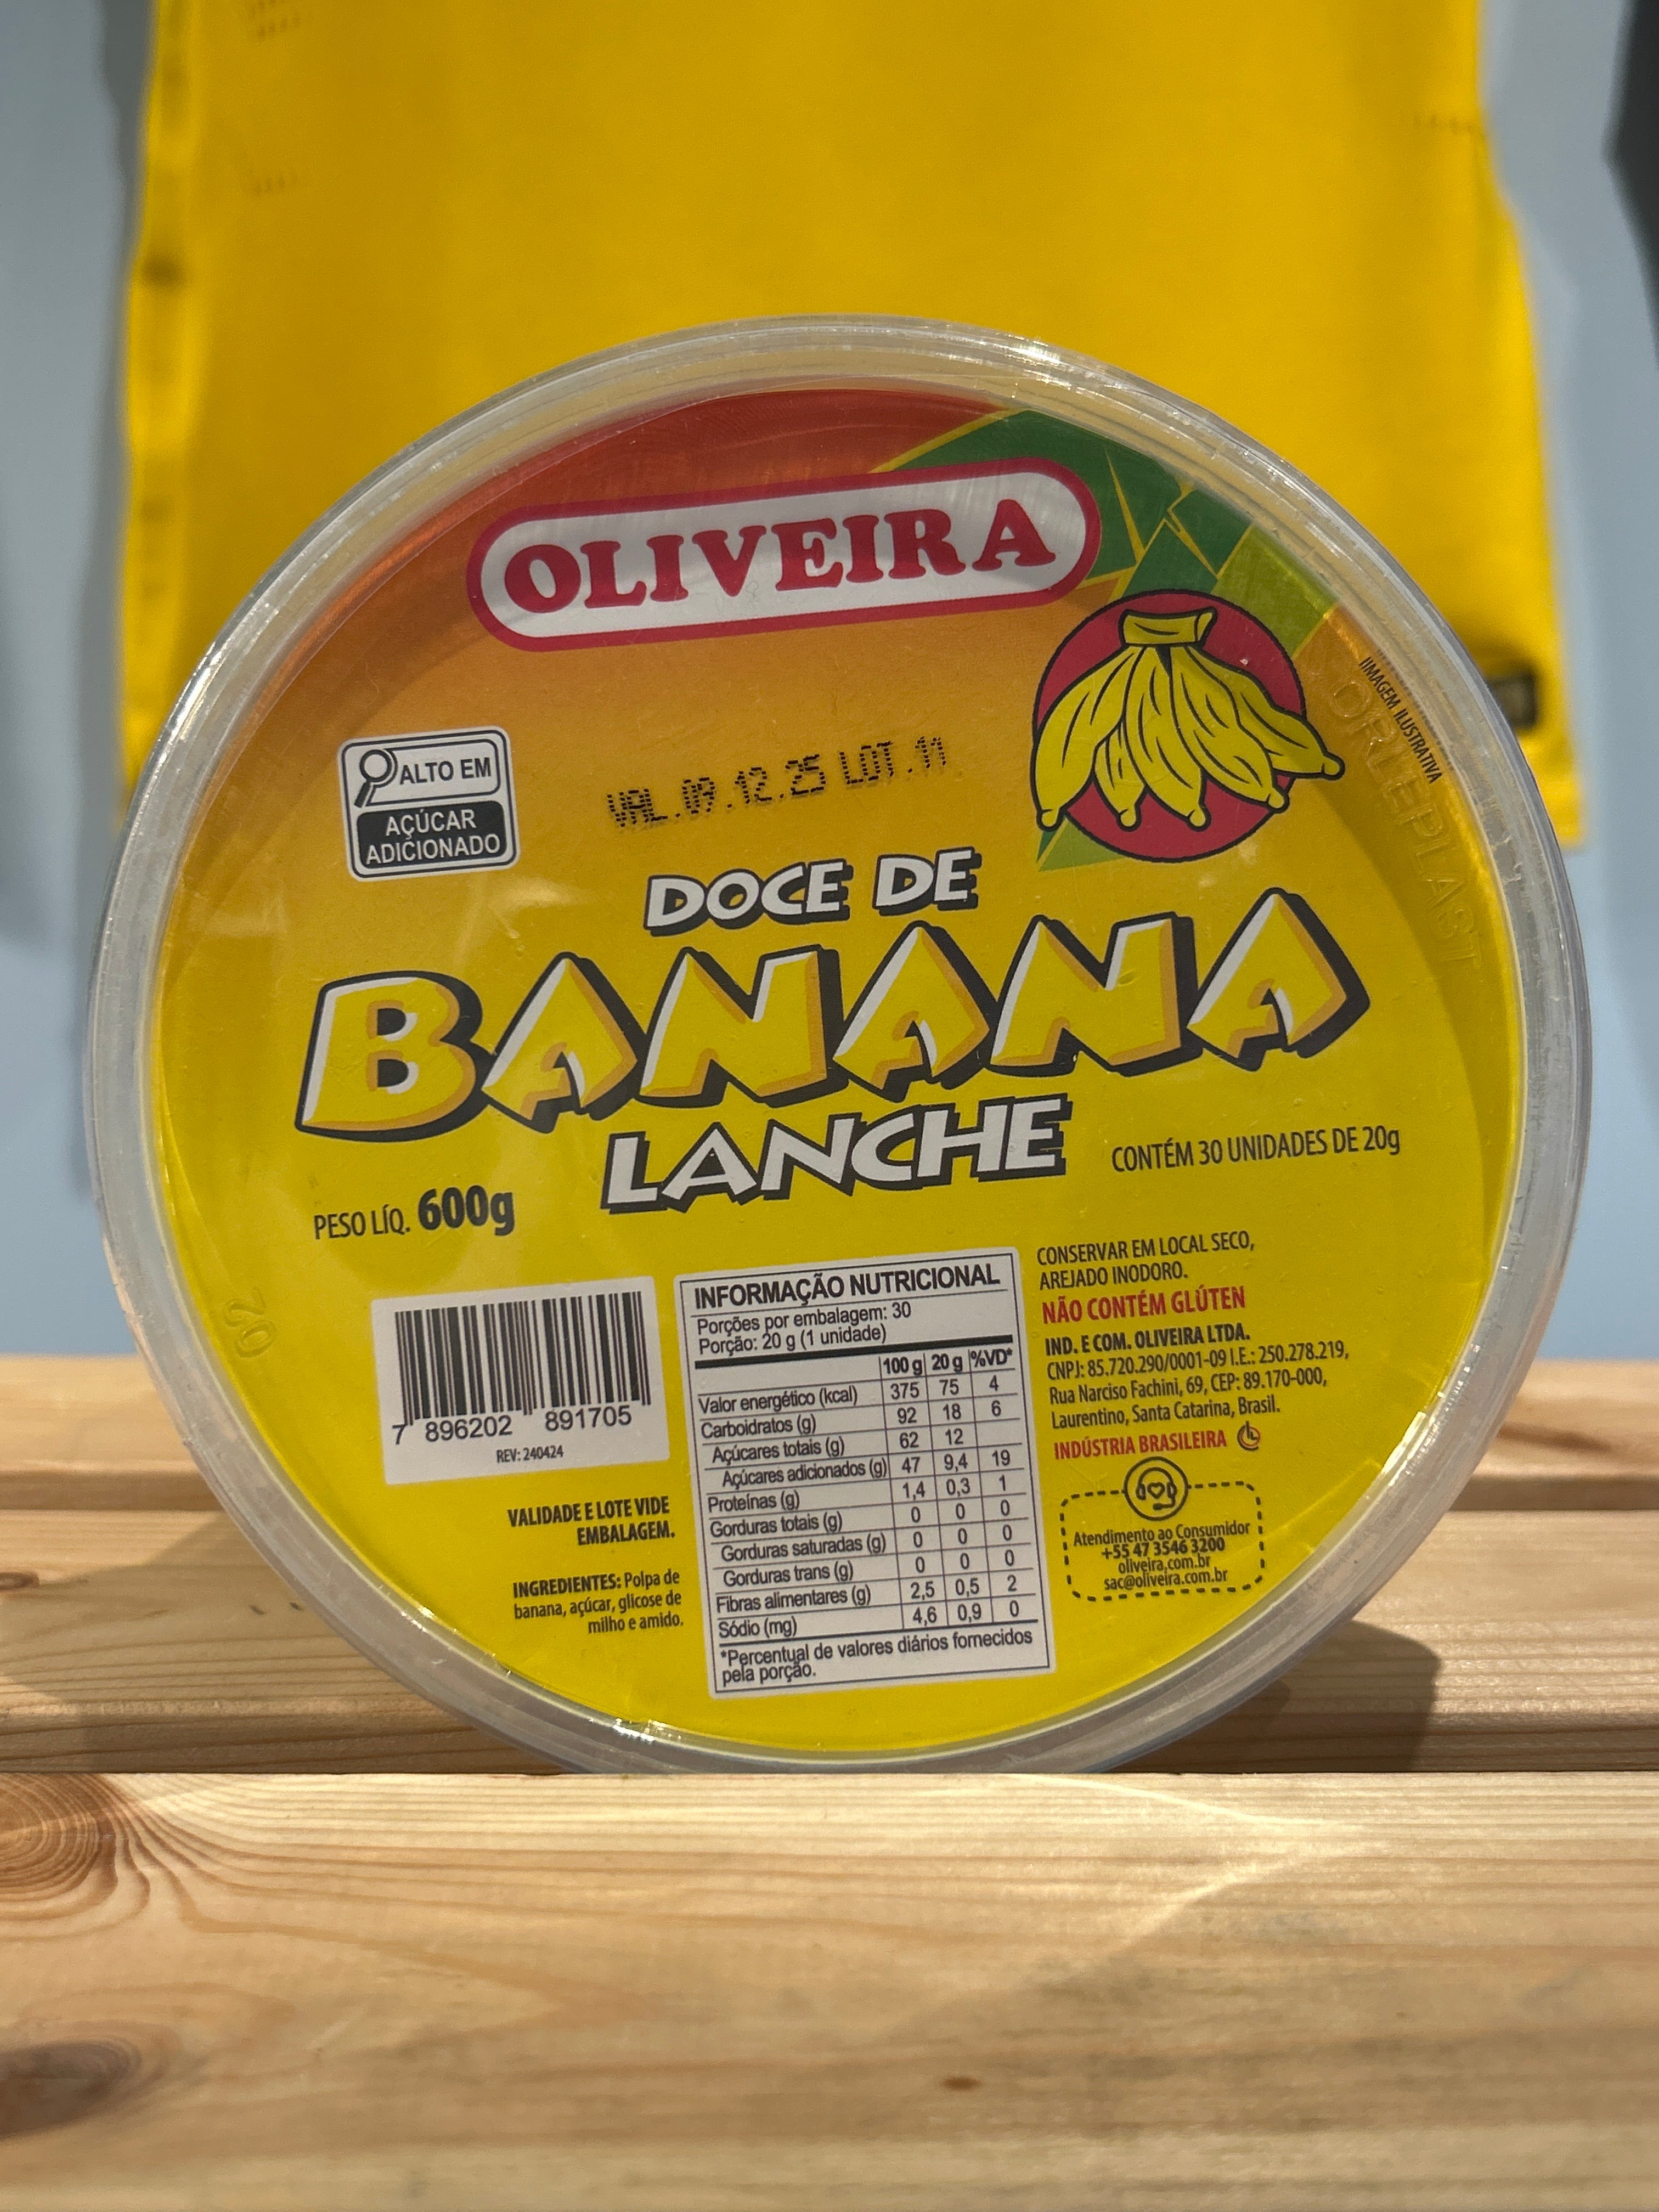 OLIVEIRA
IIMAGEM ILUSTRATIVA
ORLEPLAST
ALTO EM
AÇÚCAR
ADICIONADO
VAL.09.12.25 LOT.11
DOCE DE
BANANA
LANCHE
CONTÉM 30 UNIDADES DE 20g
PESO LÍQ. 600g
20
7 896202 891705
REV: 240424
VALIDADE E LOTE VIDE
EMBALAGEM.
INGREDIENTES: Polpa de
banana, açúcar, glicose de
milho e amido.
INFORMAÇÃO NUTRICIONAL
Porções por embalagem: 30
Porção: 20 g (1 unidade)
100 g 20 g %VD*
Valor energético (kcal) 375 75 4
Carboidratos (g) 92 18 6
Açúcares totais (g) 62 12
Açúcares adicionados (g) 47 9,4 19
Proteínas (g) 1,4 0,3 1
Gorduras totais (g) 0 0 0
Gorduras saturadas (g) 0 0 0
Gorduras trans (g) 0 0 0
Fibras alimentares (g) 2,5 0,5 2
Sódio (mg) 4,6 0,9 0
*Percentual de valores diários fornecidos
pela porção.
CONSERVAR EM LOCAL SECO,
AREJADO INODORO.
NÃO CONTÉM GLÚTEN
IND. E COM. OLIVEIRA LTDA.
CNPJ: 85.720.290/0001-09 I.E.: 250.278.219,
Rua Narciso Fachini, 69, CEP: 89.170-000,
Laurentino, Santa Catarina, Brasil.
INDÚSTRIA BRASILEIRA
Atendimento ao Consumidor
+55 47 3546 3200
oliveira.com.br
sac@oliveira.com.br